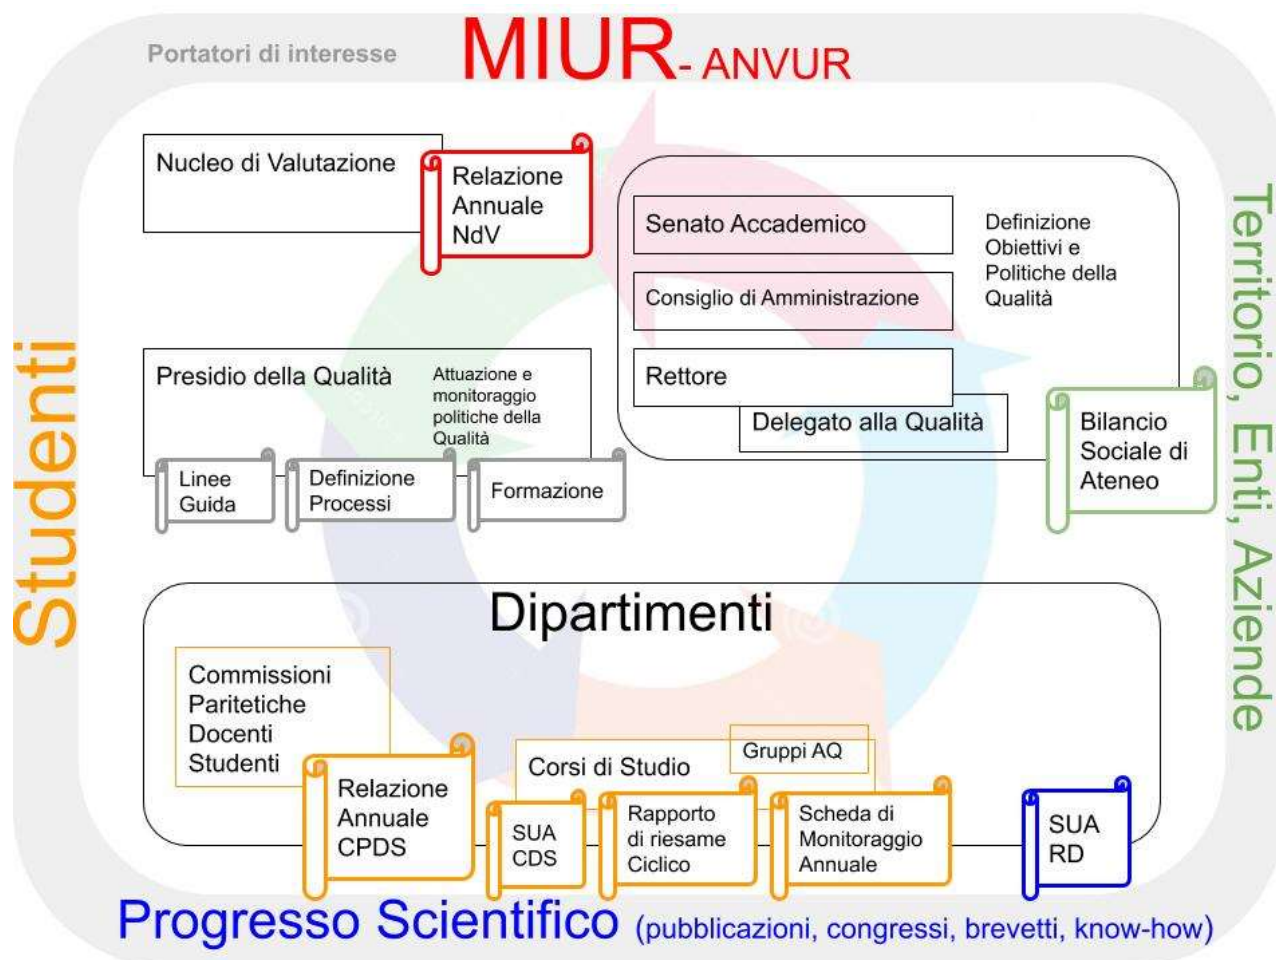 Portatori di interesse
MIUR- ANVUR
Nucleo di Valutazione
Relazione
Annuale
NdV
Senato Accademico
Consiglio di Amministrazione
Rettore
Delegato alla Qualità
Definizione
Obiettivi e
Politiche della
Qualità
Territorio, Enti, Aziende
Studenti
Presidio della Qualità
Attuazione e
monitoraggio
politiche della
Qualità
Linee
Guida
Definizione
Processi
Formazione
Bilancio
Sociale di
Ateneo
Dipartimenti
Commissioni
Paritetiche
Docenti
Studenti
Relazione
Annuale
CPDS
Corsi di Studio
Gruppi AQ
SUA
CDS
Rapporto
di riesame
Ciclico
Scheda di
Monitoraggio
Annuale
SUA
RD
Progresso Scientifico (pubblicazioni, congressi, brevetti, know-how)